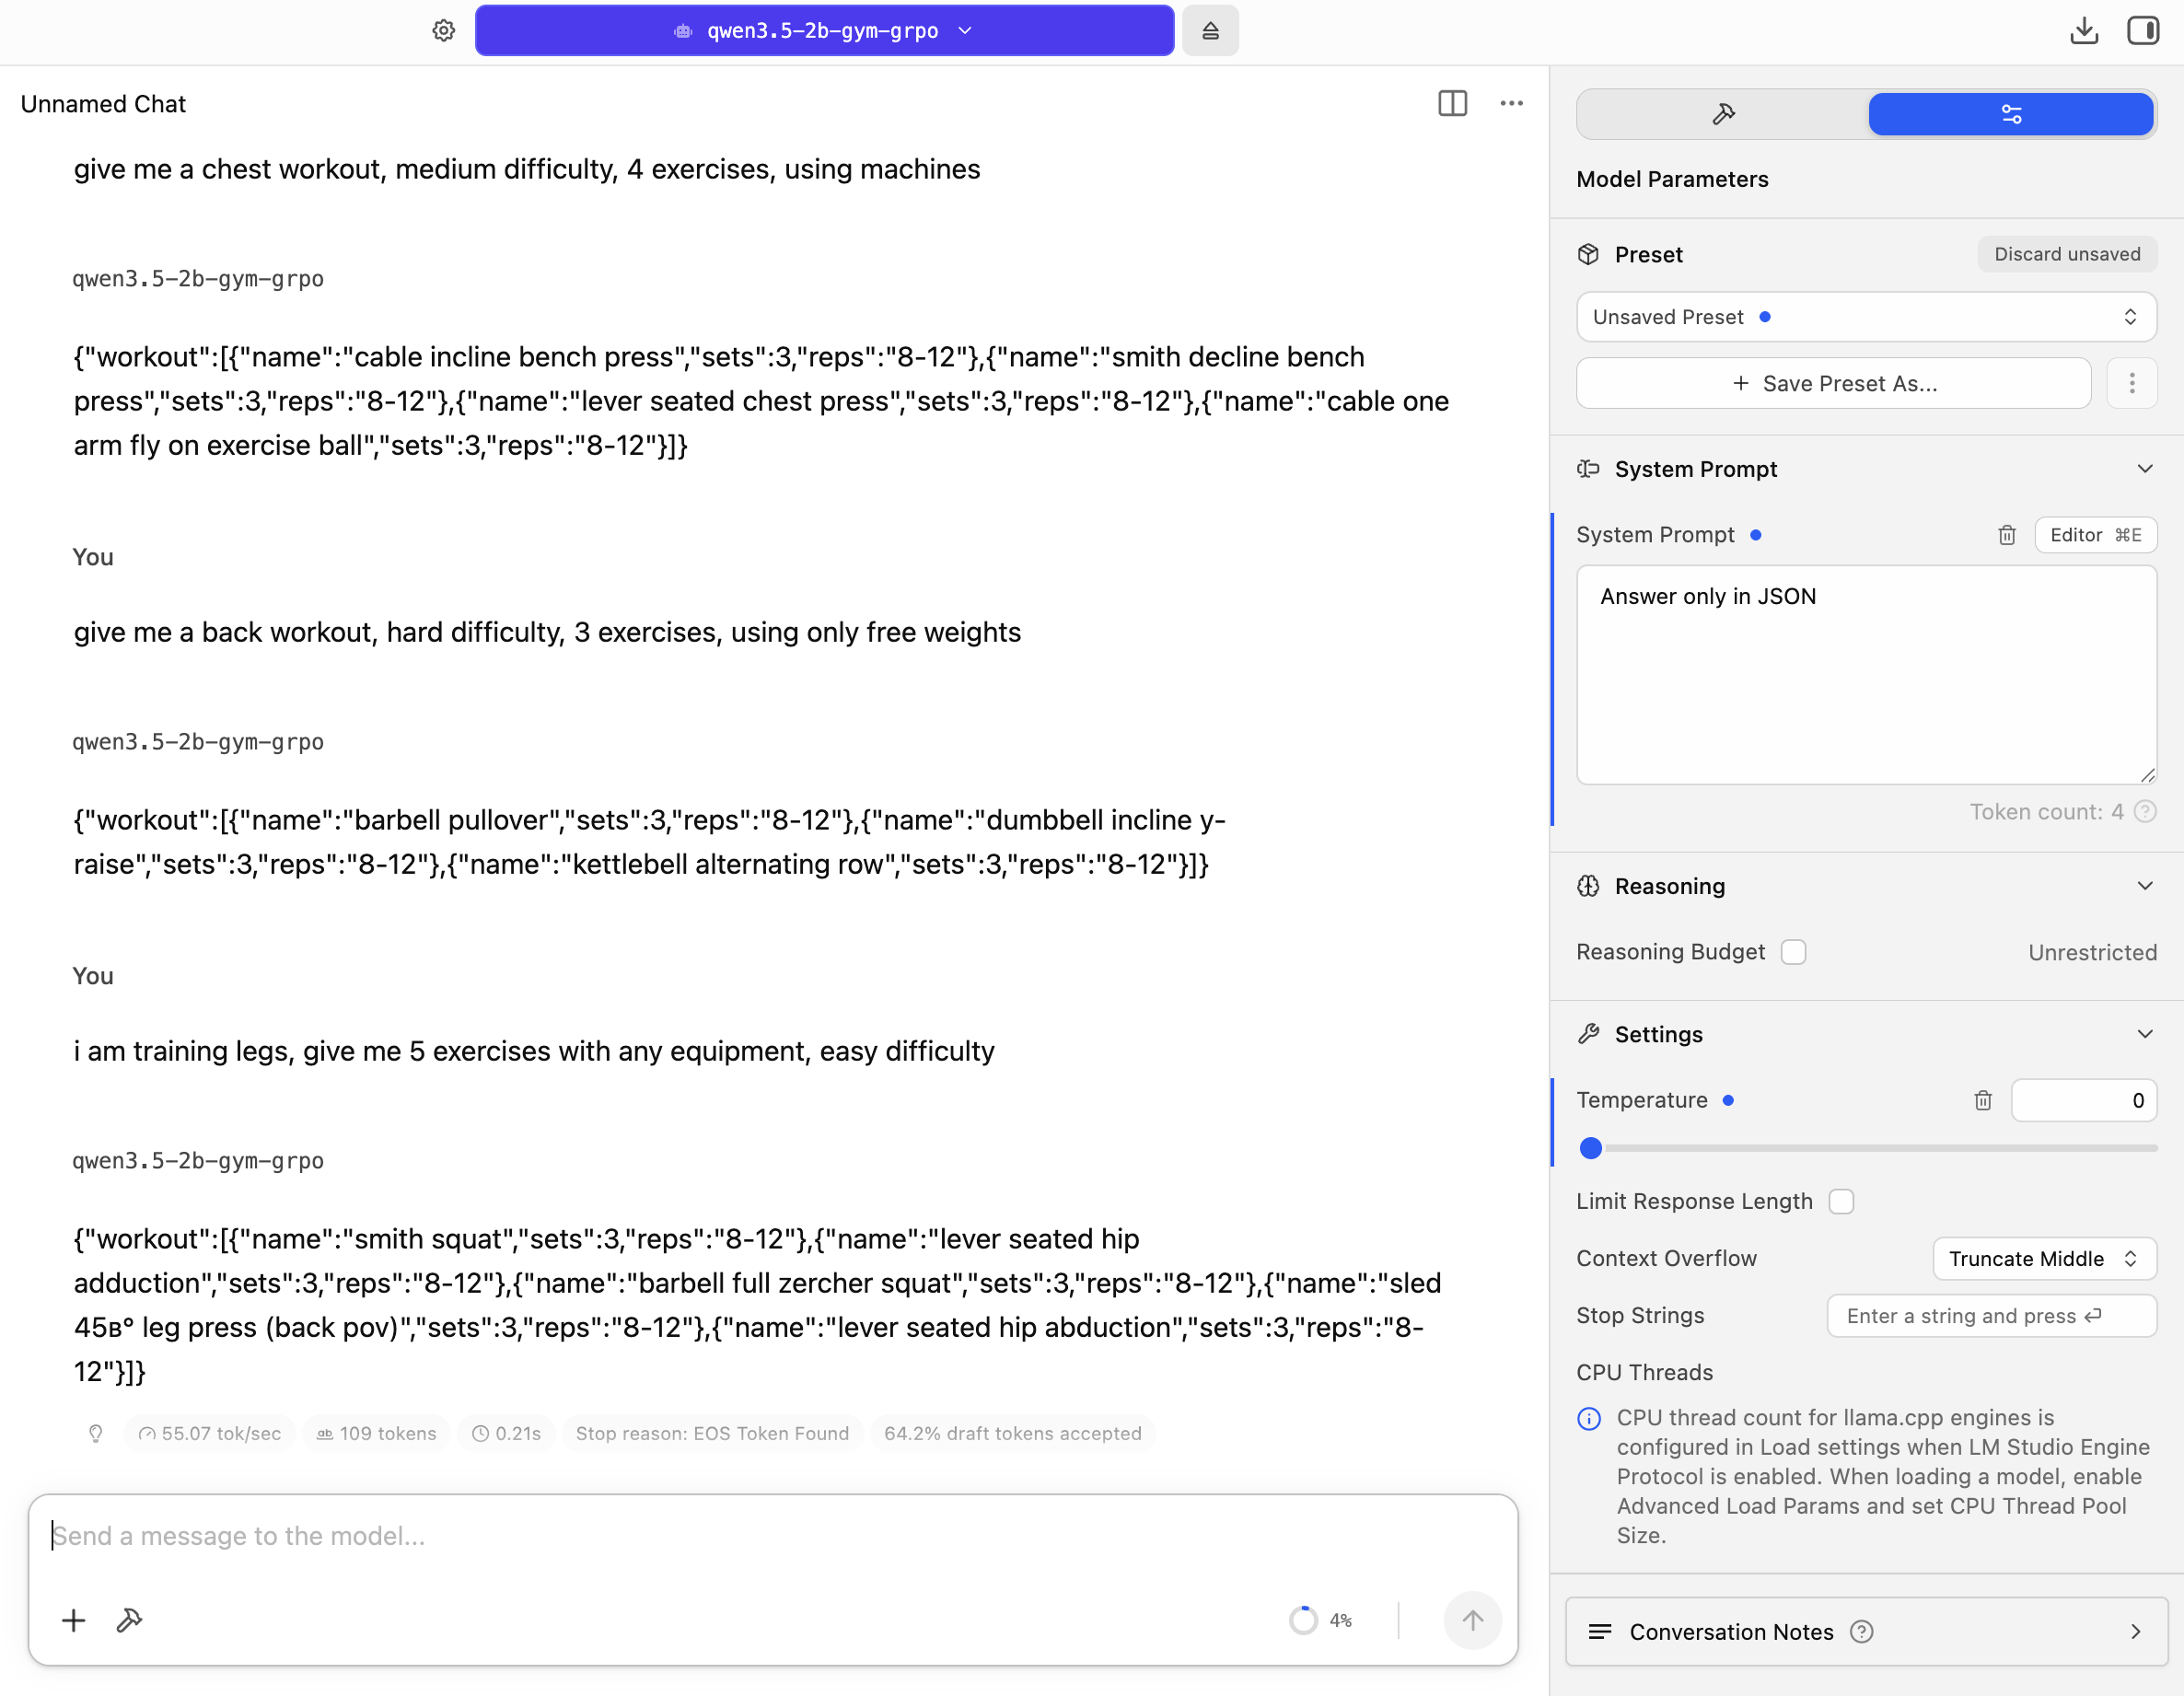 qwen3.5-2b-gym-grpo
Unnamed Chat
give me a chest workout, medium difficulty, 4 exercises, using machines
qwen3.5-2b-gym-grpo
{"workout":[{"name":"cable incline bench press","sets":3,"reps":"8-12"},{"name":"smith decline bench
press","sets":3,"reps":"8-12"},{"name":"lever seated chest press","sets":3,"reps":"8-12"},{"name":"cable one
arm fly on exercise ball","sets":3,"reps":"8-12"}]}
You
give me a back workout, hard difficulty, 3 exercises, using only free weights
qwen3.5-2b-gym-grpo
{"workout":[{"name":"barbell pullover","sets":3,"reps":"8-12"},{"name":"dumbbell incline y-
raise","sets":3,"reps":"8-12"},{"name":"kettlebell alternating row","sets":3,"reps":"8-12"}]}
You
i am training legs, give me 5 exercises with any equipment, easy difficulty
qwen3.5-2b-gym-grpo
{"workout":[{"name":"smith squat","sets":3,"reps":"8-12"},{"name":"lever seated hip
adduction","sets":3,"reps":"8-12"},{"name":"barbell full zercher squat","sets":3,"reps":"8-12"},{"name":"sled
45в° leg press (back pov)","sets":3,"reps":"8-12"},{"name":"lever seated hip abduction","sets":3,"reps":"8-
12"}]}
55.07 tok/sec 109 tokens 0.21s Stop reason: EOS Token Found 64.2% draft tokens accepted
Send a message to the model...
4%
Model Parameters
Preset Discard unsaved
Unsaved Preset
+ Save Preset As...
System Prompt
System Prompt Editor ⌘E
Answer only in JSON
Token count: 4
Reasoning
Reasoning Budget Unrestricted
Settings
Temperature 0
Limit Response Length
Context Overflow Truncate Middle
Stop Strings Enter a string and press ↵
CPU Threads
CPU thread count for llama.cpp engines is
configured in Load settings when LM Studio Engine
Protocol is enabled. When loading a model, enable
Advanced Load Params and set CPU Thread Pool
Size.
Conversation Notes